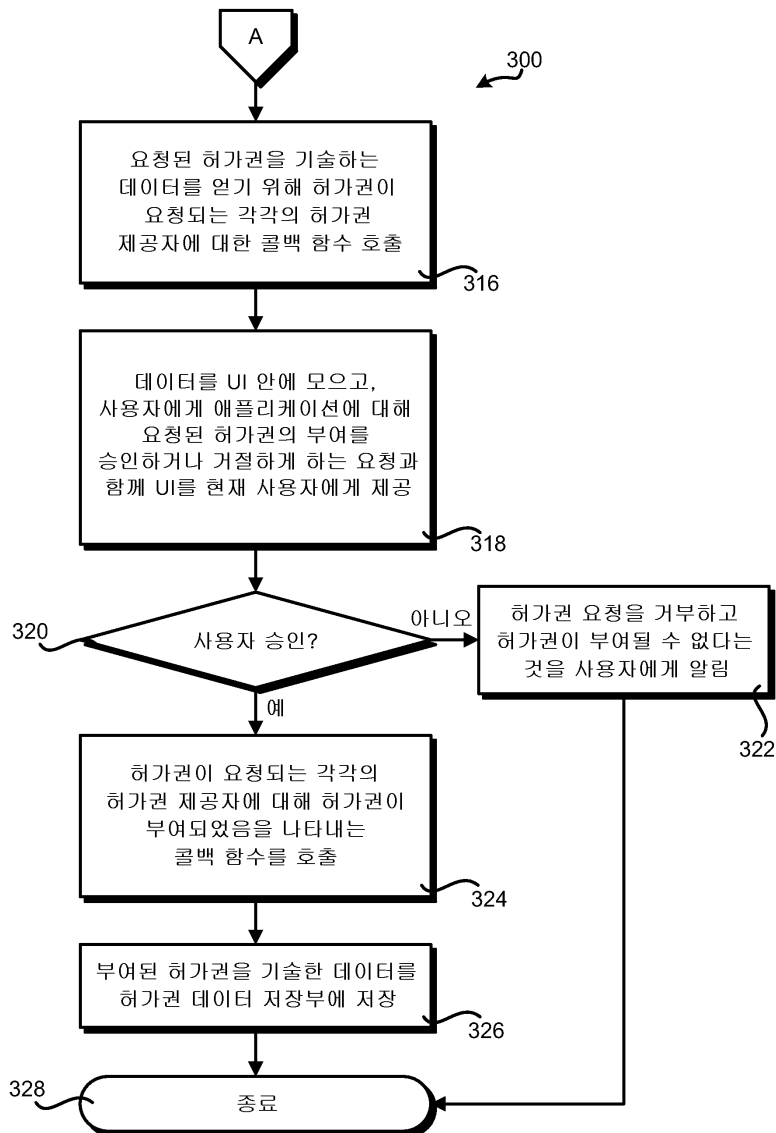 A
300
요청된 허가권을 기술하는
데이터를 얻기 위해 허가권이
요청되는 각각의 허가권
제공자에 대한 콜백 함수 호출
316
데이터를 UI 안에 모으고,
사용자에게 애플리케이션에 대해
요청된 허가권의 부여를
승인하거나 거절하게 하는 요청과
함께 UI를 현재 사용자에게 제공
318
320
사용자 승인?
아니오
허가권 요청을 거부하고
허가권이 부여될 수 없다는
것을 사용자에게 알림
322
예
허가권이 요청되는 각각의
허가권 제공자에 대해 허가권이
부여되었음을 나타내는
콜백 함수를 호출
324
부여된 허가권을 기술한 데이터를
허가권 데이터 저장부에 저장
326
328
종료